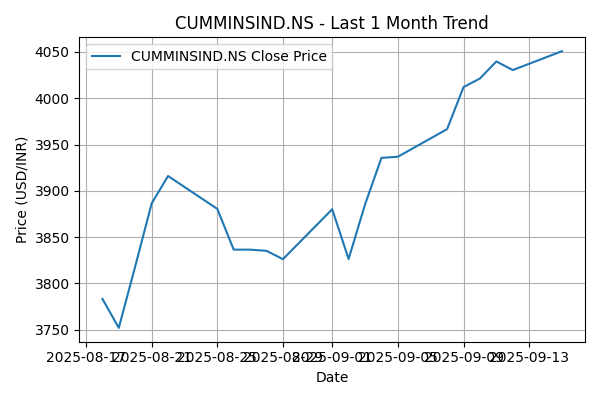 CUMMINSIND.NS - Last 1 Month Trend
CUMMINSIND.NS Close Price
Price (USD/INR)
4050
4000
3950
3900
3850
3800
3750
2025-08-17 2025-08-21 2025-08-25 2025-08-29 2025-09-01 2025-09-05 2025-09-09 2025-09-13
Date